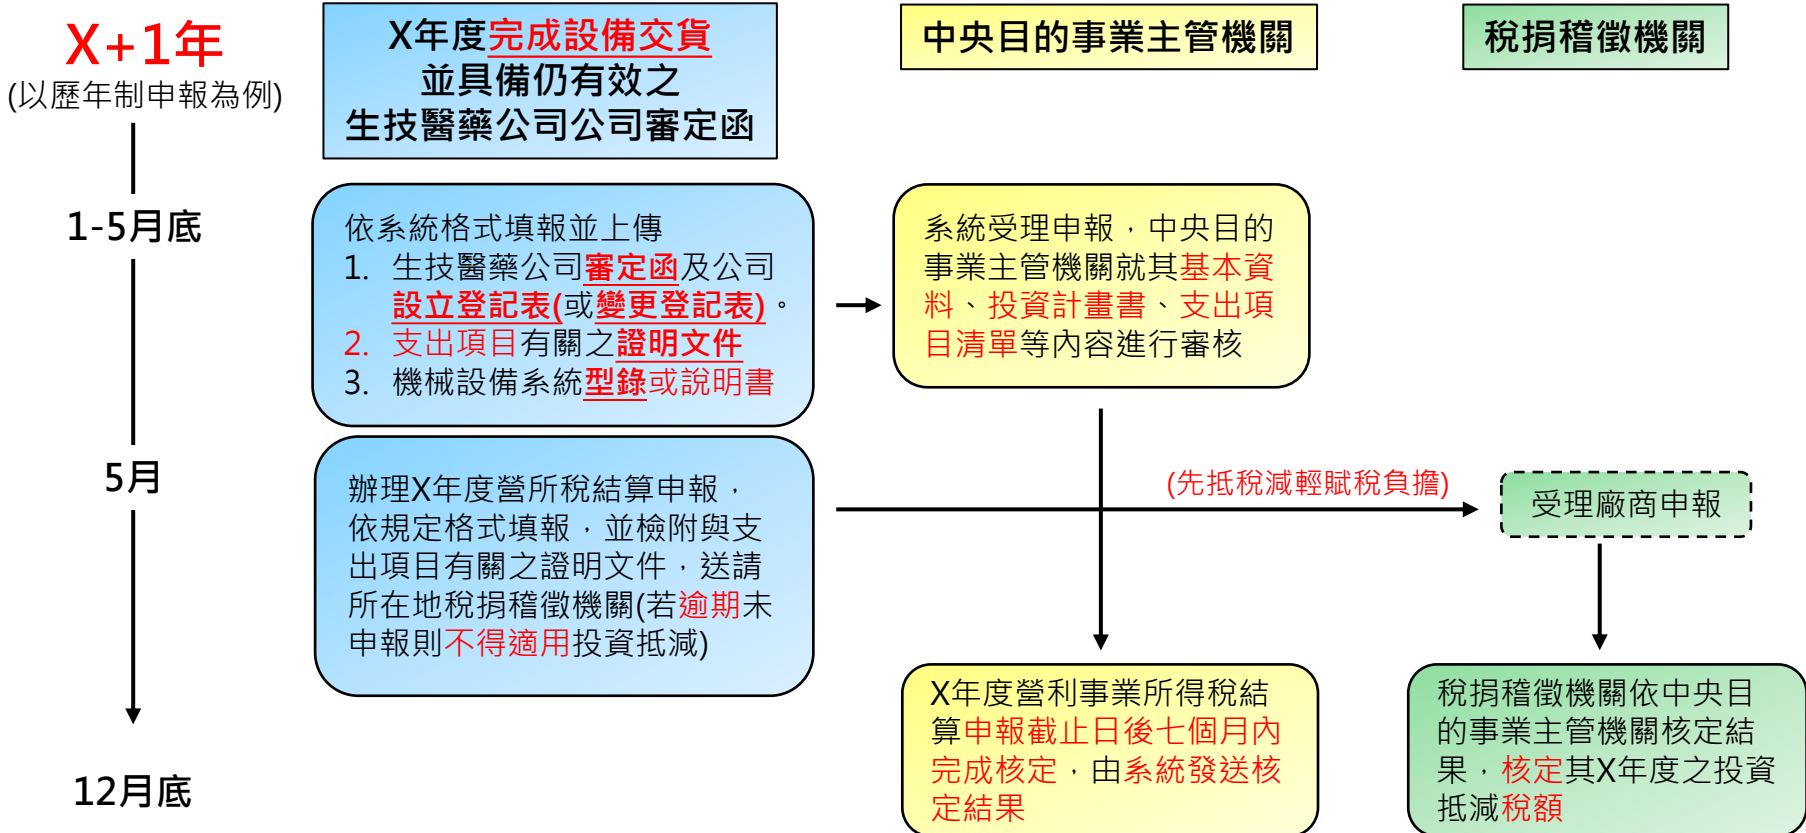 X+1年
(以歷年制申報為例)
X年度完成設備交貨
並具備仍有效之
生技醫藥公司公司審定函
中央目的事業主管機關
稅捐稽徵機關
1-5月底
依系統格式填報並上傳
1. 生技醫藥公司審定函及公司
設立登記表(或變更登記表)。
2. 支出項目有關之證明文件
3. 機械設備系統型錄或說明書
系統受理申報，中央目的
事業主管機關就其基本資
料、投資計畫書、支出項
目清單等內容進行審核
5月
辦理X年度營所稅結算申報，
依規定格式填報，並檢附與支
出項目有關之證明文件，送請
所在地稅捐稽徵機關(若逾期未
申報則不得適用投資抵減)
(先抵稅減輕賦稅負擔)
受理廠商申報
12月底
X年度營利事業所得稅結
算申報截止日後七個月內
完成核定，由系統發送核
定結果
稅捐稽徵機關依中央目
的事業主管機關核定結
果，核定其X年度之投資
抵減稅額